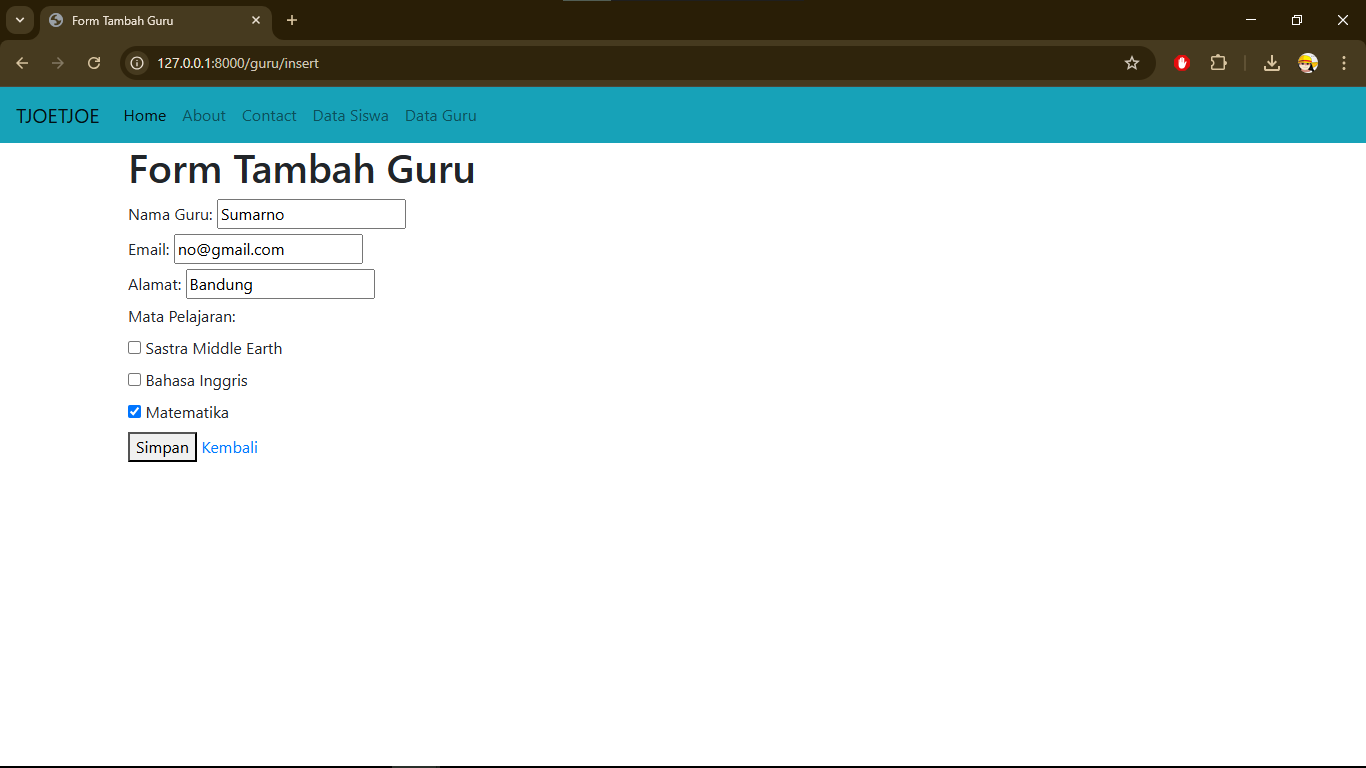 Form Tambah Guru
127.0.0.1:8000/guru/insert
TJOETJOE Home About Contact Data Siswa Data Guru
Form Tambah Guru
Nama Guru: Sumarno
Email: no@gmail.com
Alamat: Bandung
Mata Pelajaran:
Sastra Middle Earth
Bahasa Inggris
Matematika
Simpan Kembali